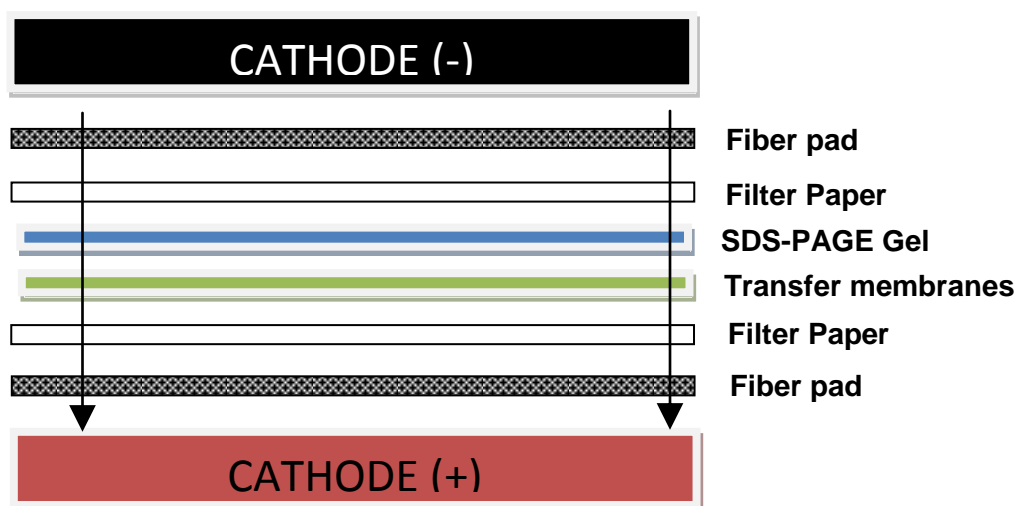 CATHODE (-)
Fiber pad
Filter Paper
SDS-PAGE Gel
Transfer membranes
Filter Paper
Fiber pad
CATHODE (+)